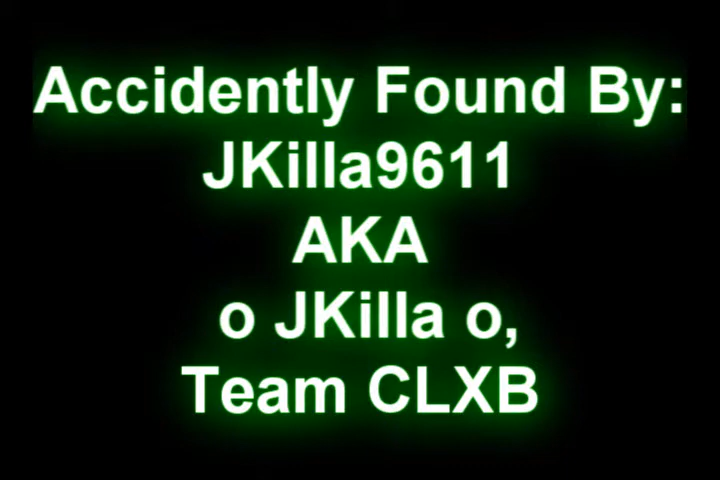 Accidently Found By:
JKilla9611
AKA
o JKilla o,
Team CLXB